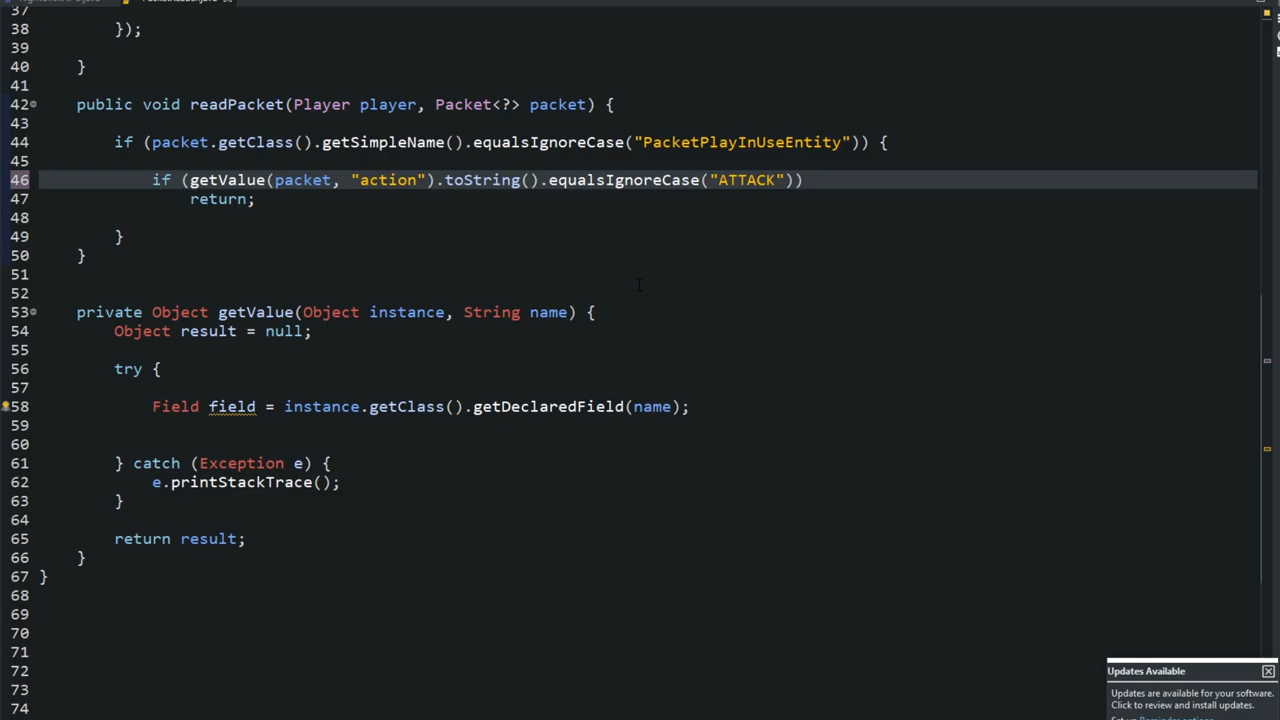 37
38 });
39
40 }
41
42 public void readPacket(Player player, Packet<?> packet) {
43
44 if (packet.getClass().getSimpleName().equalsIgnoreCase("PacketPlayInUseEntity")) {
45
46 if (getValue(packet, "action").toString().equalsIgnoreCase("ATTACK"))
47 return;
48
49 }
50 }
51
52
53 private Object getValue(Object instance, String name) {
54 Object result = null;
55
56 try {
57
58 Field field = instance.getClass().getDeclaredField(name);
59
60
61 } catch (Exception e) {
62 e.printStackTrace();
63 }
64
65 return result;
66 }
67 }
68
69
70
71
72
73
74
Updates Available
Updates are available for your software.
Click to review and install updates.